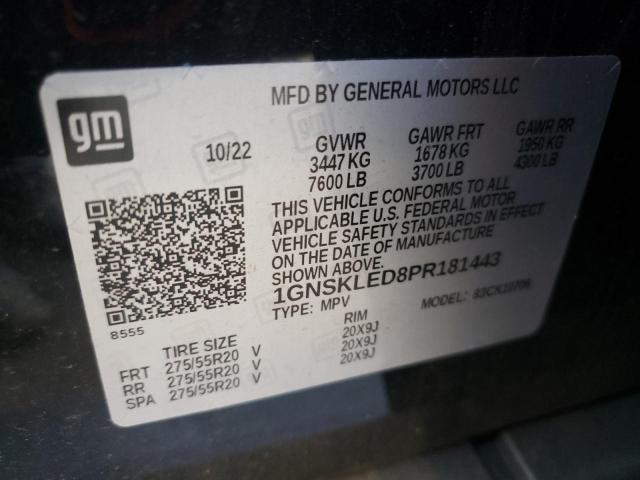 gm
MFD BY GENERAL MOTORS LLC
10/22
GVWR GAWR FRT GAWR RR
3447 KG 1678 KG 1950 KG
7600 LB 3700 LB 4300 LB
THIS VEHICLE CONFORMS TO ALL
APPLICABLE U.S. FEDERAL MOTOR
VEHICLE SAFETY STANDARDS IN EFFECT
ON THE DATE OF MANUFACTURE
SHOWN ABOVE.
1GNSKLED8PR181443
TYPE: MPV MODEL:
8555
TIRE SIZE RIM
FRT 275/55R20 V 20X9J
RR 275/55R20 V 20X9J
SPA 275/55R20 V 20X9J